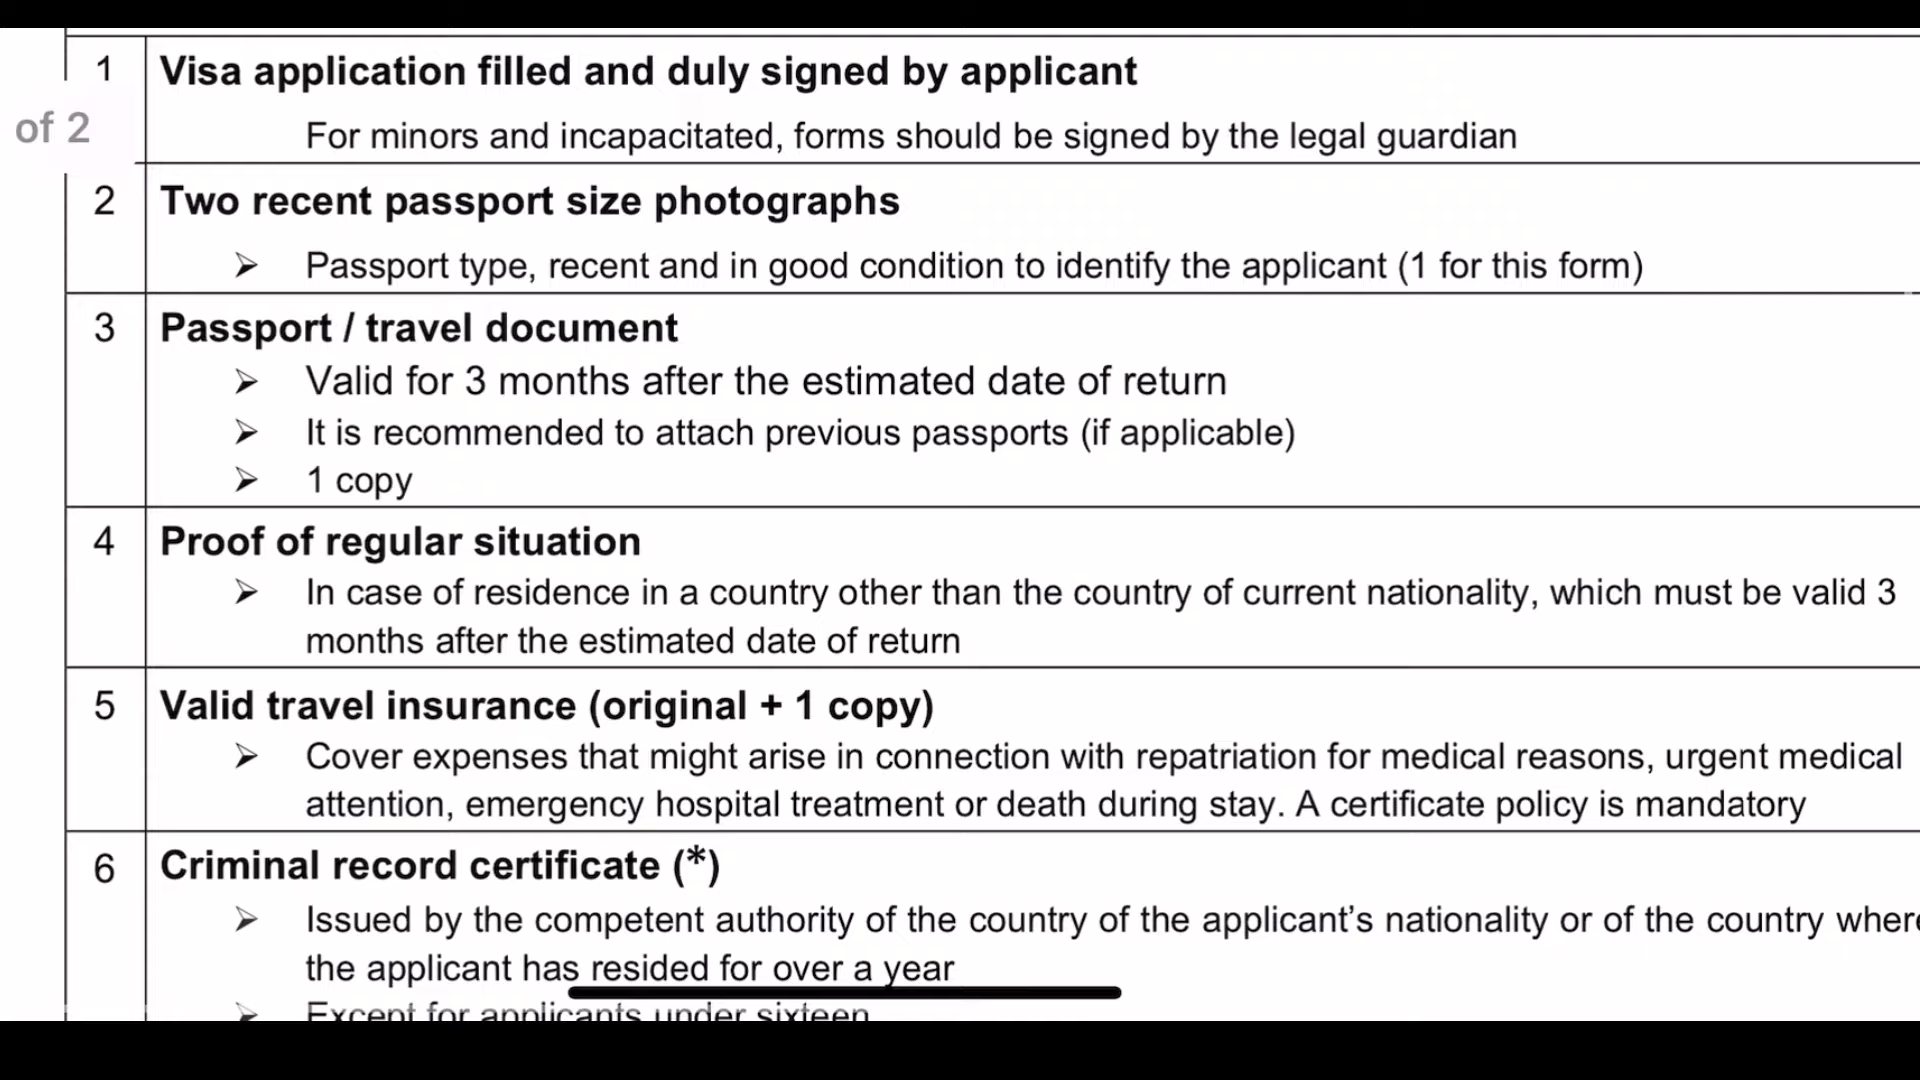 1 Visa application filled and duly signed by applicant
of 2
For minors and incapacitated, forms should be signed by the legal guardian
2 Two recent passport size photographs
➢ Passport type, recent and in good condition to identify the applicant (1 for this form)
3 Passport / travel document
➢ Valid for 3 months after the estimated date of return
➢ It is recommended to attach previous passports (if applicable)
➢ 1 copy
4 Proof of regular situation
➢ In case of residence in a country other than the country of current nationality, which must be valid 3
months after the estimated date of return
5 Valid travel insurance (original + 1 copy)
➢ Cover expenses that might arise in connection with repatriation for medical reasons, urgent medical
attention, emergency hospital treatment or death during stay. A certificate policy is mandatory
6 Criminal record certificate (*)
➢ Issued by the competent authority of the country of the applicant’s nationality or of the country where
the applicant has resided for over a year
➢ Except for applicants under sixteen